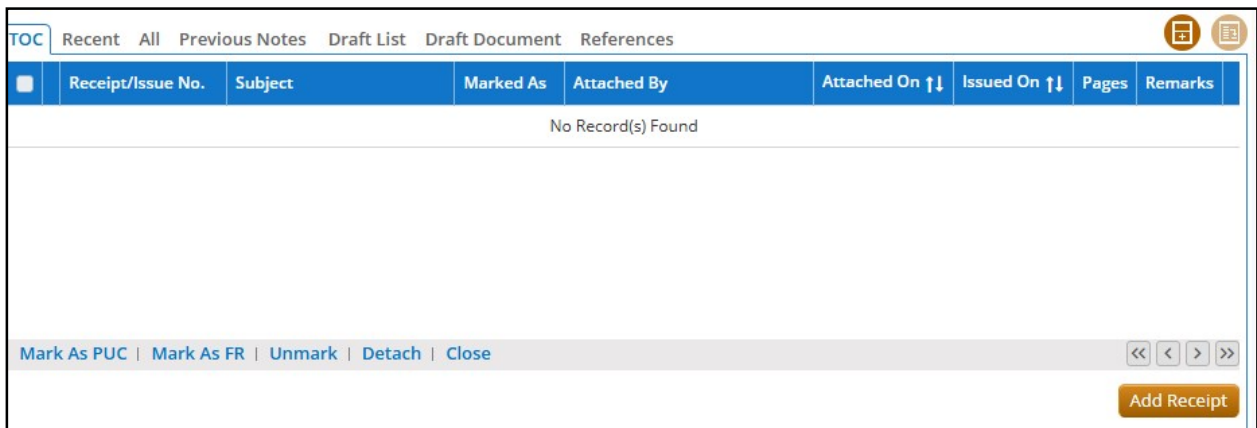 TOC Recent All Previous Notes Draft List Draft Document References
Receipt/Issue No. Subject Marked As Attached By Attached On Issued On Pages Remarks
No Record(s) Found
Mark As PUC | Mark As FR | Unmark | Detach | Close
Add Receipt